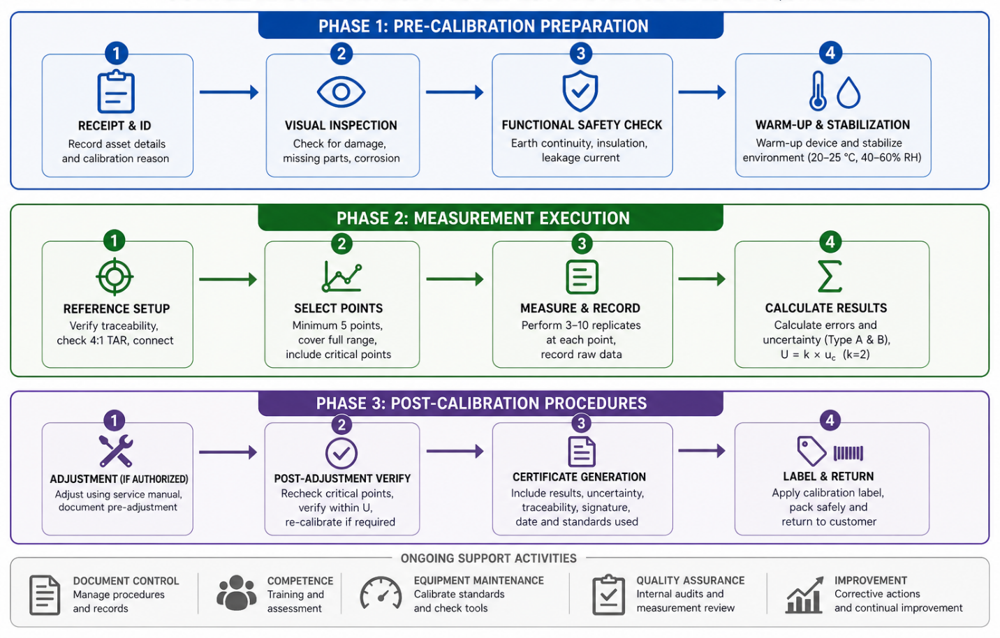 PHASE 1: PRE-CALIBRATION PREPARATION
1
RECEIPT & ID
Record asset details
and calibration reason
2
VISUAL INSPECTION
Check for damage,
missing parts, corrosion
3
FUNCTIONAL SAFETY CHECK
Earth continuity, insulation,
leakage current
4
WARM-UP & STABILIZATION
Warm-up device and stabilize
environment (20–25 °C, 40–60% RH)
PHASE 2: MEASUREMENT EXECUTION
1
REFERENCE SETUP
Verify traceability,
check 4:1 TAR, connect
2
SELECT POINTS
Minimum 5 points,
cover full range,
include critical points
3
MEASURE & RECORD
Perform 3–10 replicates
at each point,
record raw data
4
Σ
CALCULATE RESULTS
Calculate errors and
uncertainty (Type A & B),
U = k × u_c (k=2)
PHASE 3: POST-CALIBRATION PROCEDURES
1
ADJUSTMENT (IF AUTHORIZED)
Adjust using service manual,
document pre-adjustment
2
POST-ADJUSTMENT VERIFY
Recheck critical points,
verify within U,
re-calibrate if required
3
CERTIFICATE GENERATION
Include results, uncertainty,
traceability, signature,
date and standards used
4
LABEL & RETURN
Apply calibration label,
pack safely and
return to customer
ONGOING SUPPORT ACTIVITIES
DOCUMENT CONTROL
Manage procedures
and records
COMPETENCE
Training and
assessment
EQUIPMENT MAINTENANCE
Calibrate standards
and check tools
QUALITY ASSURANCE
Internal audits and
measurement review
IMPROVEMENT
Corrective actions
and continual improvement